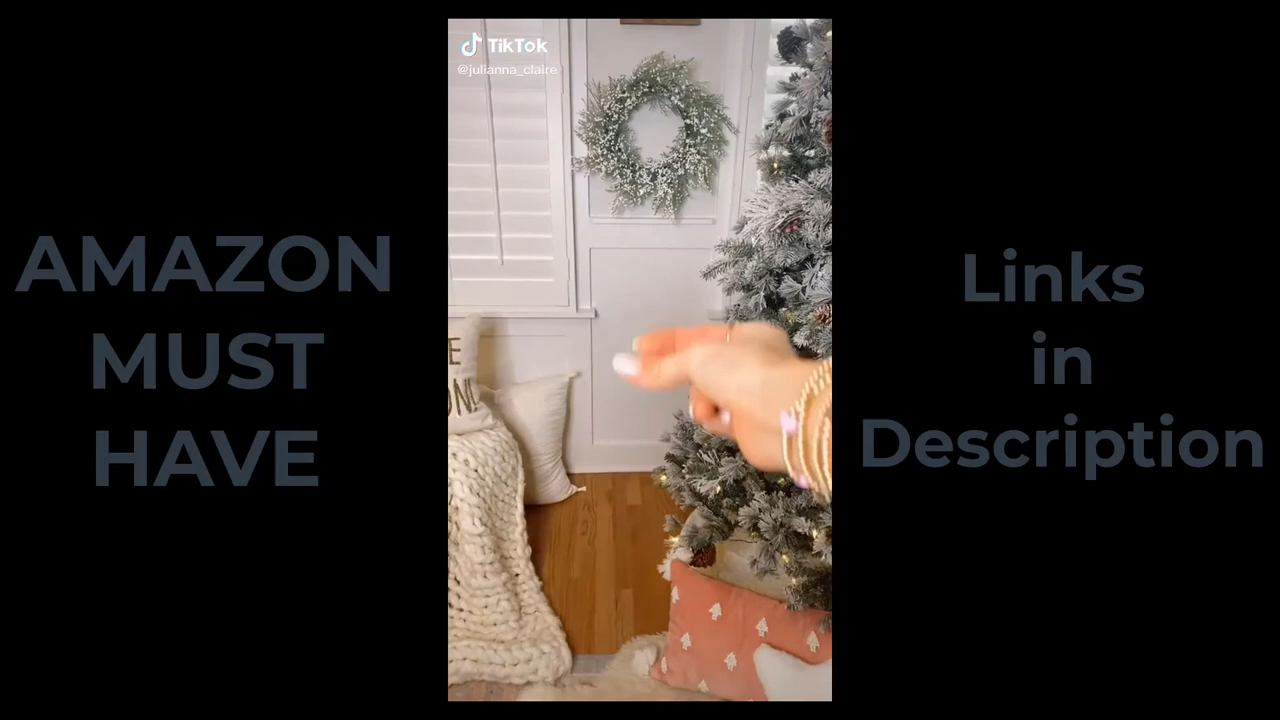 AMAZON
MUST
HAVE
TikTok
@julianna_claire
Links
in
Description